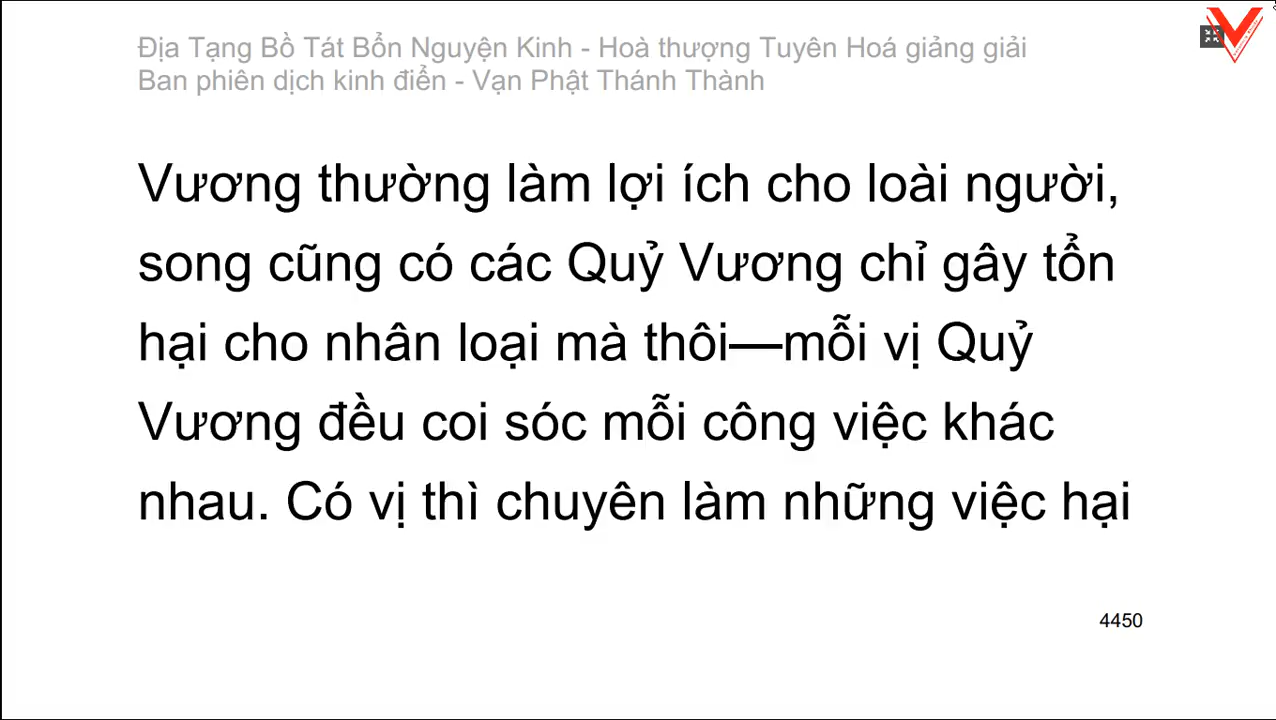 Địa Tạng Bồ Tát Bổn Nguyện Kinh - Hoà thượng Tuyên Hoá giảng giải
Ban phiên dịch kinh điển - Vạn Phật Thánh Thành
Vương thường làm lợi ích cho loài người,
song cũng có các Quỷ Vương chỉ gây tổn
hại cho nhân loại mà thôi—mỗi vị Quỷ
Vương đều coi sóc mỗi công việc khác
nhau. Có vị thì chuyên làm những việc hại
4450